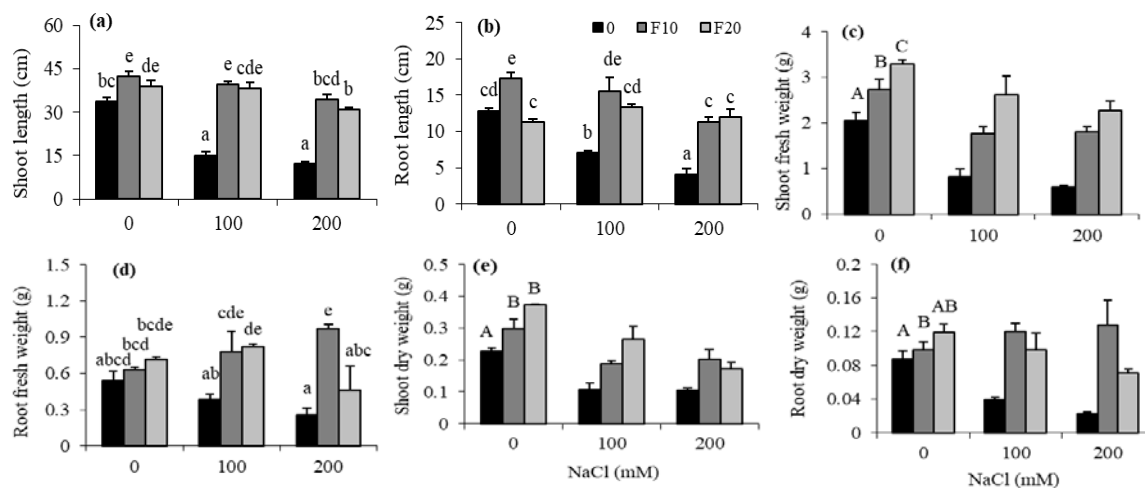 (a)
Shoot length (cm)
60
45
30
15
0
bc e de
a e cde
a bcd b
0 100 200
(b)
0 F10 F20
Root length (cm)
25
20
15
10
5
0
cd e c
b de cd
a c c
0 100 200
(c)
Shoot fresh weight (g)
4
3
2
1
0
A B C
0 100 200
(d)
Root fresh weight (g)
1.5
1.2
0.9
0.6
0.3
0
abcd bcd bcde
ab cde de
a e abc
0 100 200
(e)
Shoot dry weight (g)
0.5
0.4
0.3
0.2
0.1
0
A B B
0 100 200
NaCl (mM)
(f)
Root dry weight (g)
0.2
0.16
0.12
0.08
0.04
0
A B AB
0 100 200
NaCl (mM)